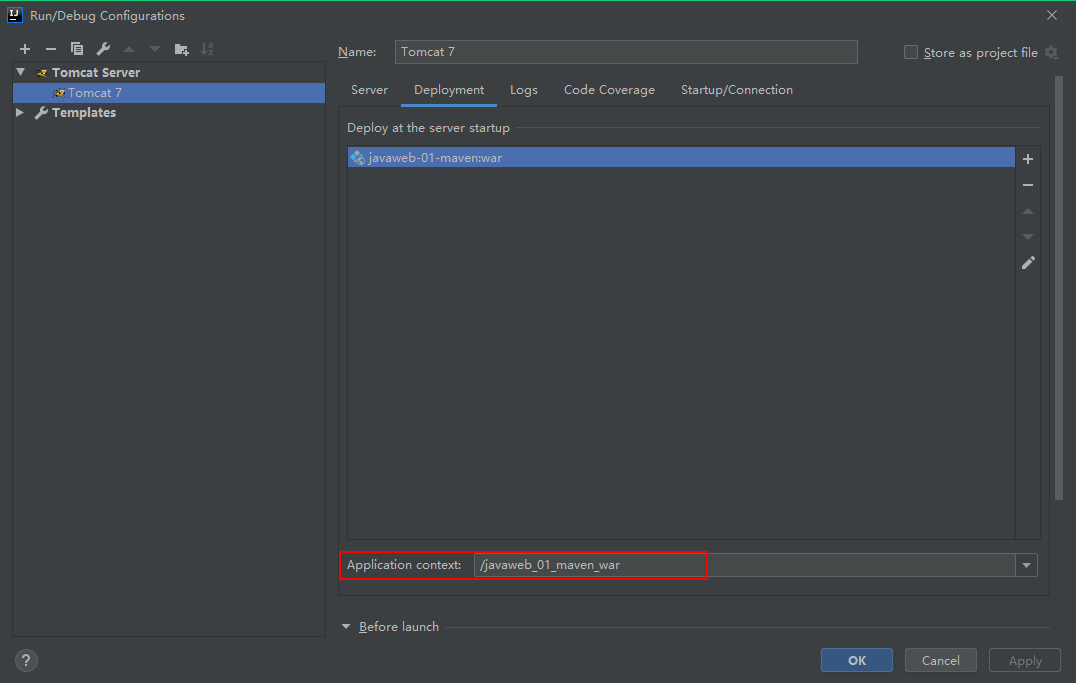 Run/Debug Configurations
Name: Tomcat 7
Store as project file
Tomcat Server
Tomcat 7
Templates
Server Deployment Logs Code Coverage Startup/Connection
Deploy at the server startup
javaweb-01-maven:war
Application context: /javaweb_01_maven_war
Before launch
? OK Cancel Apply